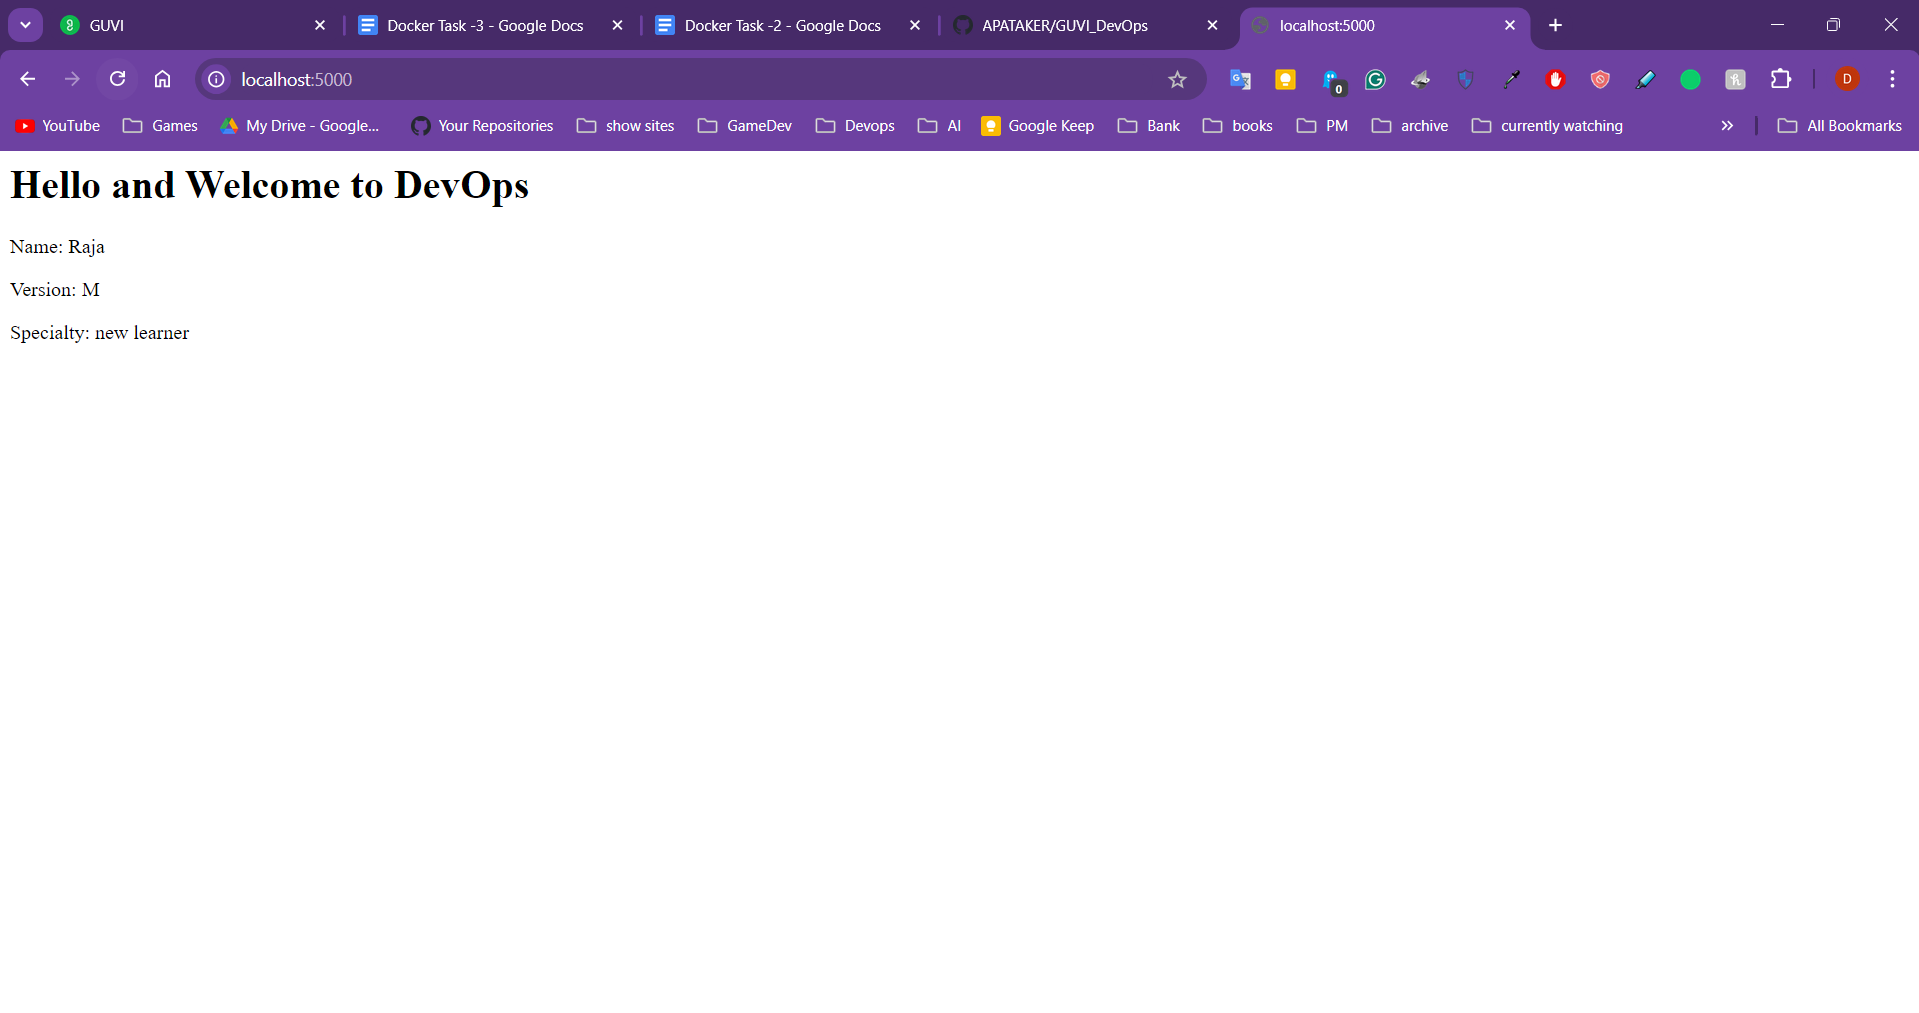 GUVI
Docker Task -3 - Google Docs
Docker Task -2 - Google Docs
APATAKER/GUVI_DevOps
localhost:5000
localhost:5000
0
D
YouTube
Games
My Drive - Google...
Your Repositories
show sites
GameDev
Devops
AI
Google Keep
Bank
books
PM
archive
currently watching
All Bookmarks
Hello and Welcome to DevOps
Name: Raja
Version: M
Specialty: new learner